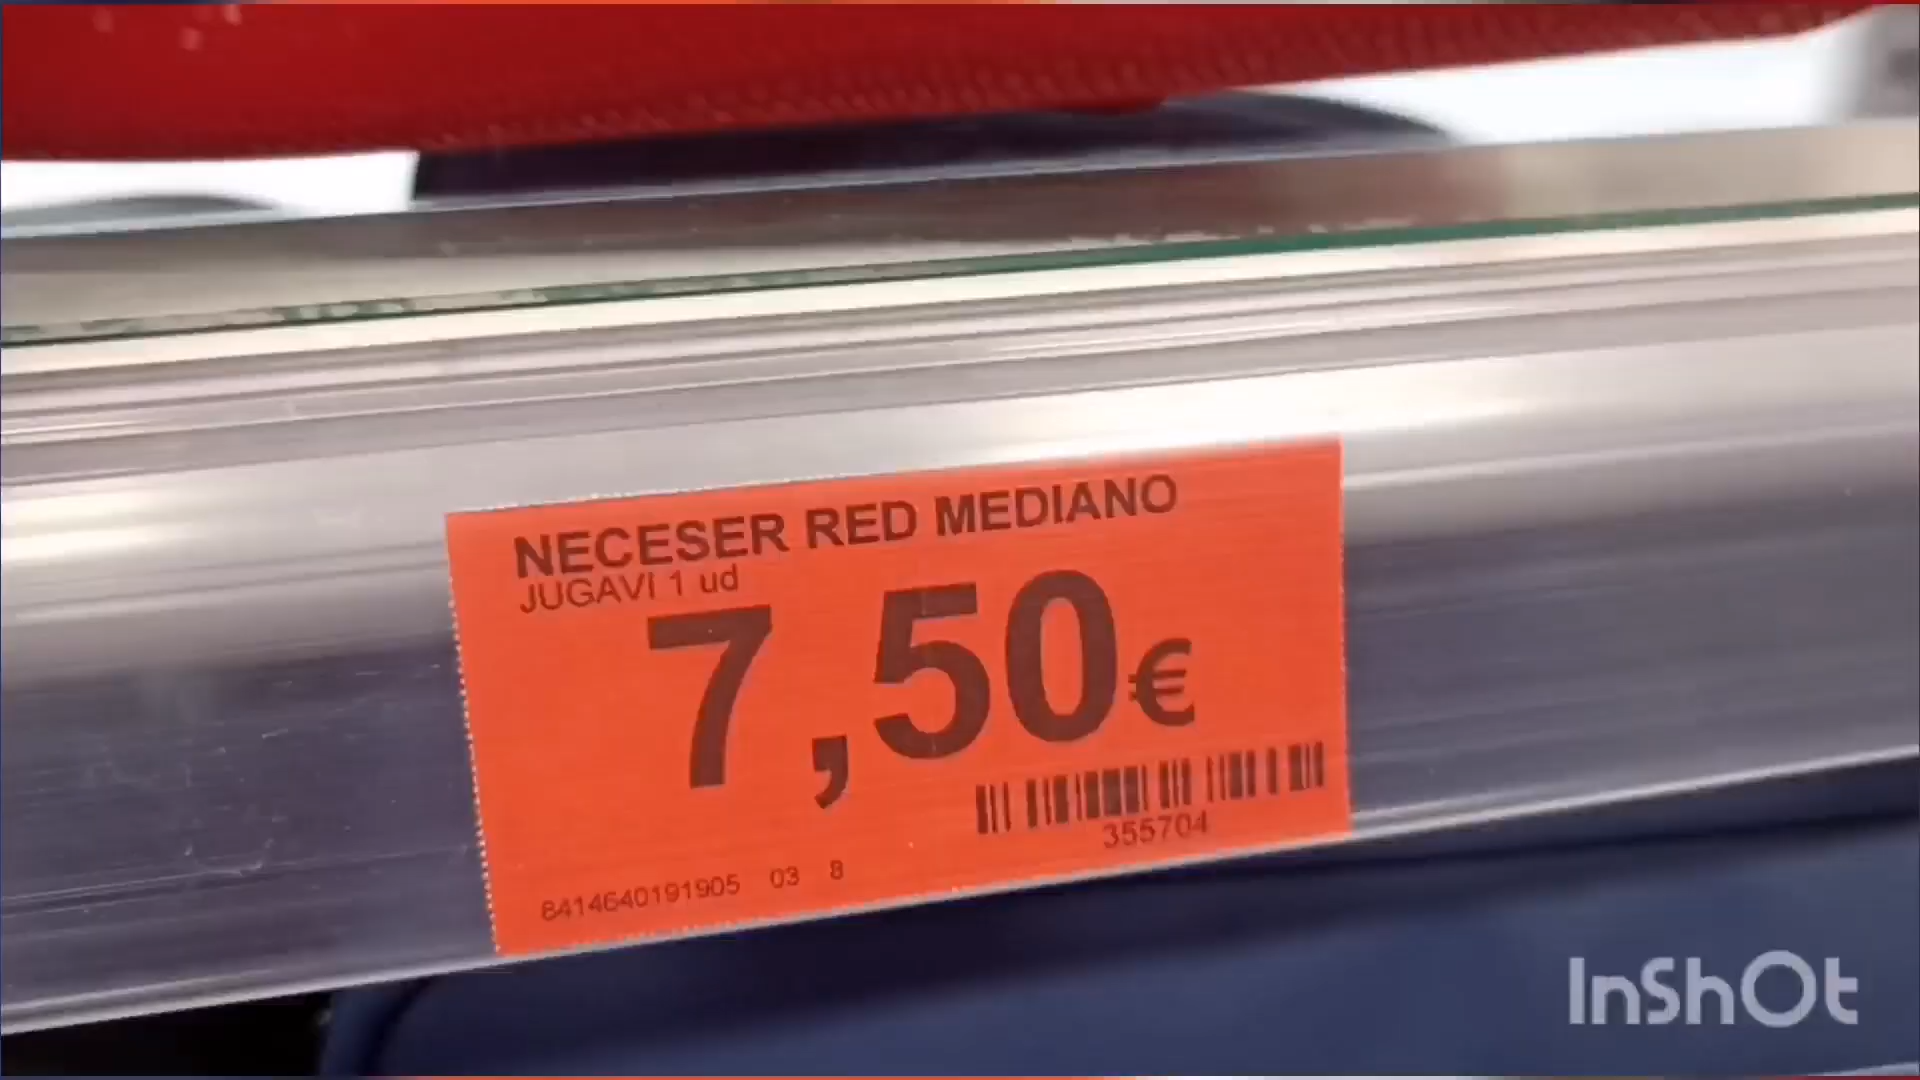 NECESER RED MEDIANO
JUGAVI 1 ud
7,50€
355704
8414640191905 03 8
InShOt